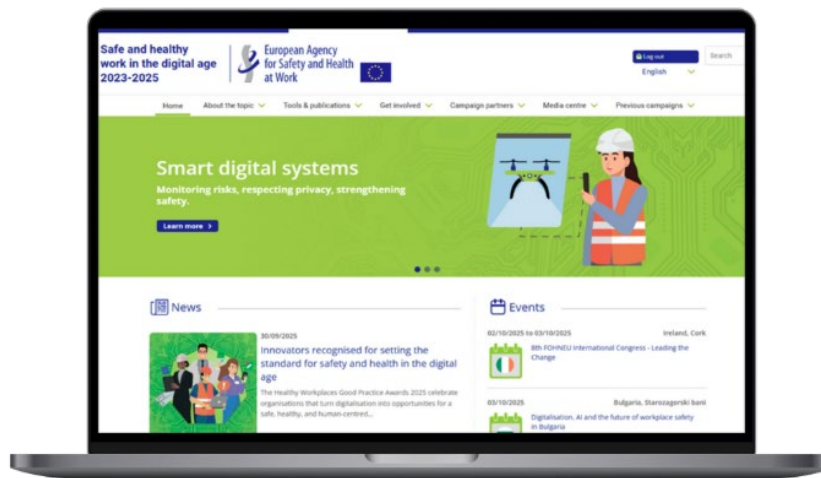 Safe and healthy
work in the digital age
2023-2025
European Agency
for Safety and Health
at Work
Log out
Search
English
Home About the topic Tools & publications Get involved Campaign partners Media centre Previous campaigns
Smart digital systems
Monitoring risks, respecting privacy, strengthening
safety.
Learn more
News
30/09/2025
Innovators recognised for setting the
standard for safety and health in the digital
age
The Healthy Workplaces Good Practice Awards 2025 celebrate
organisations that turn digitalisation into opportunities for a
safe, healthy, and human-centred...
Events
02/10/2025 to 03/10/2025 Ireland, Cork
8th FOHNEU International Congress - Leading the
Change
03/10/2025 Bulgaria, Starozagorski bani
Digitalisation, AI and the future of workplace safety
in Bulgaria